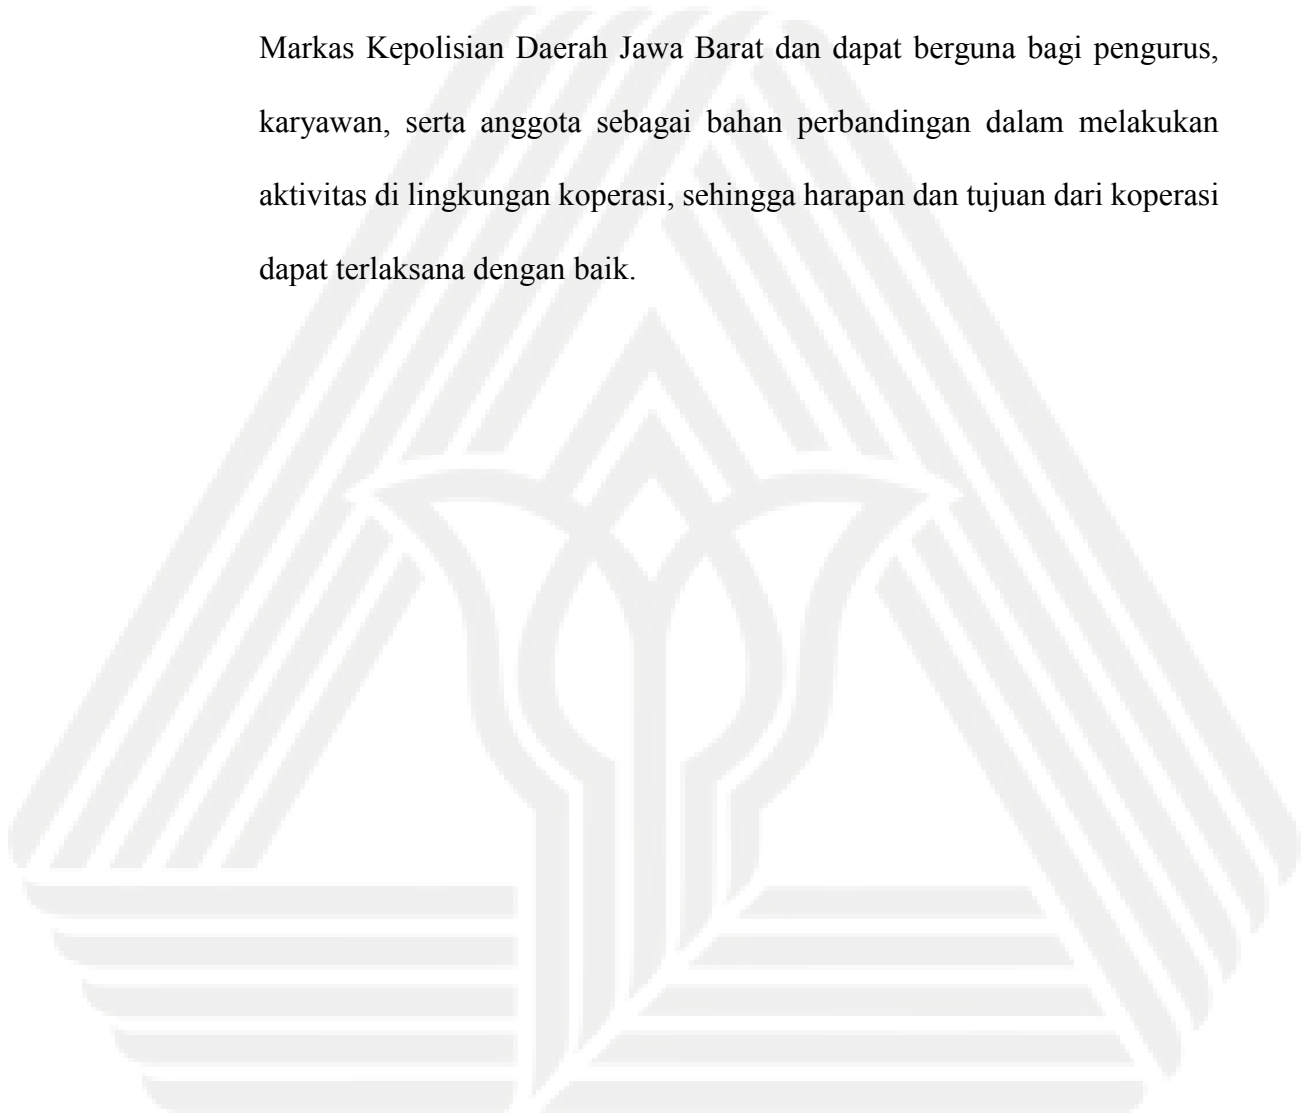 Markas Kepolisian Daerah Jawa Barat dan dapat berguna bagi pengurus,
karyawan, serta anggota sebagai bahan perbandingan dalam melakukan
aktivitas di lingkungan koperasi, sehingga harapan dan tujuan dari koperasi
dapat terlaksana dengan baik.